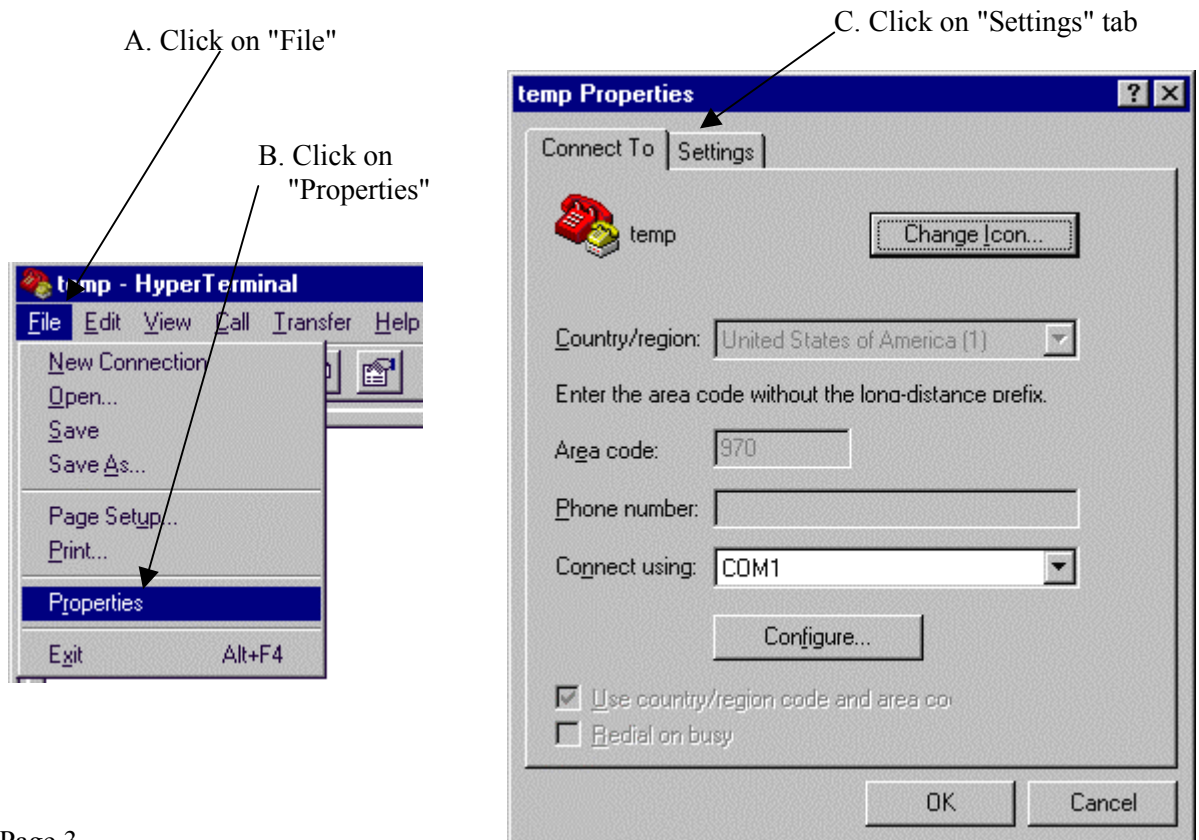 A. Click on "File"
B. Click on
"Properties"
C. Click on "Settings" tab
temp - HyperTerminal
File Edit View Call Transfer Help
New Connection
Open...
Save
Save As...
Page Setup...
Print...
Properties
Exit Alt+F4
temp Properties
Connect To Settings
temp
Change Icon...
Country/region: United States of America (1)
Enter the area code without the long-distance prefix.
Area code: 970
Phone number:
Connect using: COM1
Configure...
Use country/region code and area
Redial on busy
OK Cancel
Page 3